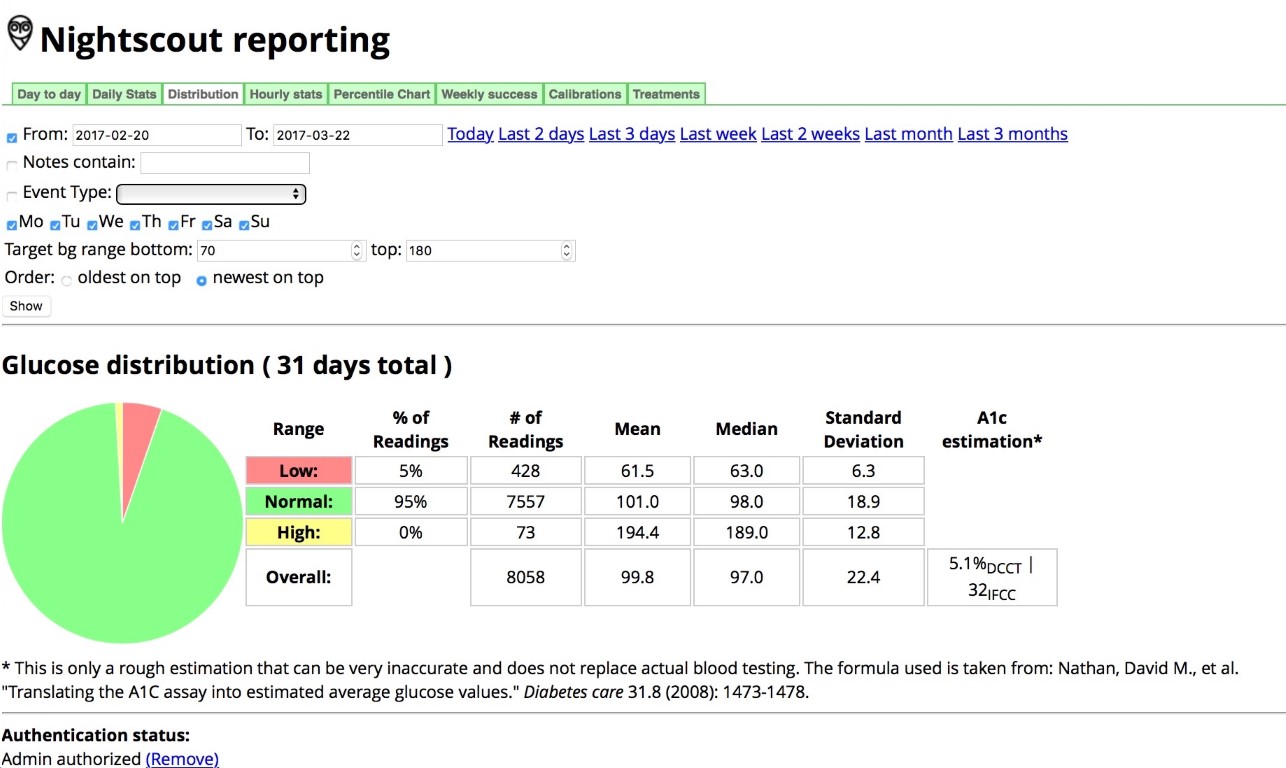 Nightscout reporting
Day to day Daily Stats Distribution Hourly stats Percentile Chart Weekly success Calibrations Treatments
From: 2017-02-20 To: 2017-03-22 Today Last 2 days Last 3 days Last week Last 2 weeks Last month Last 3 months
Notes contain:
Event Type:
Mo Tu We Th Fr Sa Su
Target bg range bottom: 70 top: 180
Order: oldest on top newest on top
Show
Glucose distribution ( 31 days total )
Range % of Readings # of Readings Mean Median Standard Deviation A1c estimation*
Low: 5% 428 61.5 63.0 6.3
Normal: 95% 7557 101.0 98.0 18.9
High: 0% 73 194.4 189.0 12.8
Overall: 8058 99.8 97.0 22.4 5.1%DCCT | 32IFCC
* This is only a rough estimation that can be very inaccurate and does not replace actual blood testing. The formula used is taken from: Nathan, David M., et al.
"Translating the A1C assay into estimated average glucose values." Diabetes care 31.8 (2008): 1473-1478.
Authentication status:
Admin authorized (Remove)